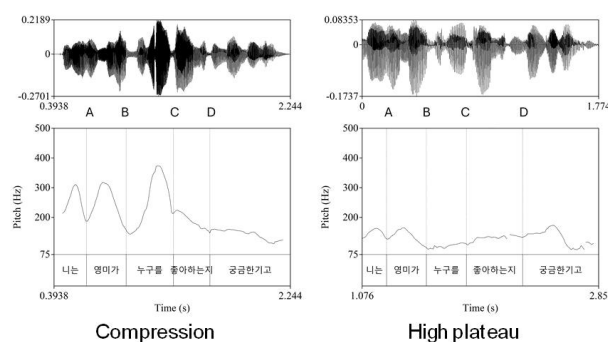 0.2189
0
-0.2701
0.3938
2.244
A B C D
500
400
300
200
75
Pitch (Hz)
니는 영미가 누구를 좋아하는지 궁금한기고
0.3938
2.244
Time (s)
Compression
0.08353
0
-0.1737
0
1.774
A B C D
500
400
300
200
75
Pitch (Hz)
니는 영미가 누구를 좋아하는지 궁금한기고
1.076
2.85
Time (s)
High plateau